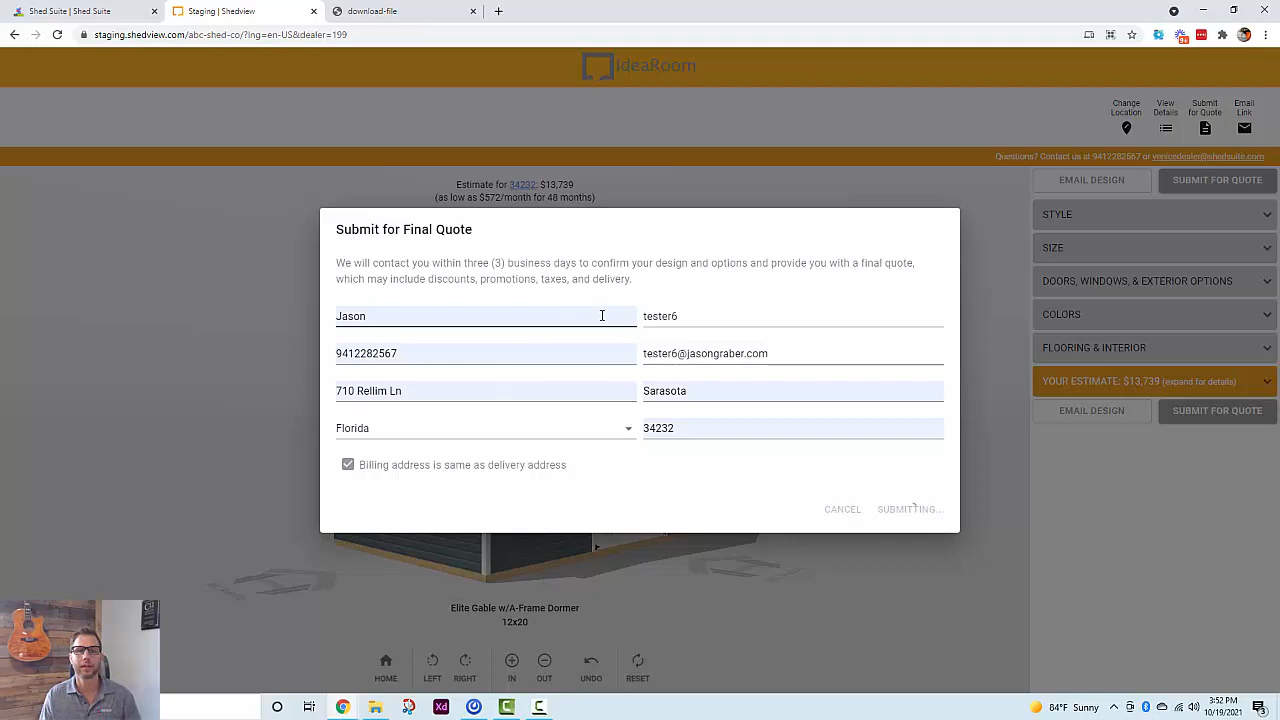 Shed Suite | Shed Suite
Staging | Shedview
download-file
staging.shedview.com/abc-shed-co/?lng=en-US&dealer=199
IdeaRoom
Change Location
View Details
Submit for Quote
Email Link
Questions? Contact us at 9412282567 or venicedealer@shedsuite.com
Estimate for 34232: $13,739
(as low as $572/month for 48 months)
EMAIL DESIGN
SUBMIT FOR QUOTE
STYLE
SIZE
DOORS, WINDOWS, & EXTERIOR OPTIONS
COLORS
FLOORING & INTERIOR
YOUR ESTIMATE: $13,739 (expand for details)
EMAIL DESIGN
SUBMIT FOR QUOTE
Submit for Final Quote
We will contact you within three (3) business days to confirm your design and options and provide you with a final quote,
which may include discounts, promotions, taxes, and delivery.
Jason
tester6
9412282567
tester6@jasongraber.com
710 Rellim Ln
Sarasota
Florida
34232
Billing address is same as delivery address
CANCEL
SUBMITTING...
Elite Gable w/A-Frame Dormer
12x20
HOME
LEFT
RIGHT
IN
OUT
UNDO
RESET
Xd
84°F Sunny
3:52 PM
10/19/2021